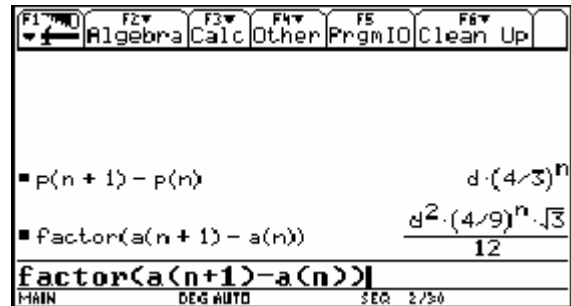 F1 F2 Algebra F3 Calc F4 Other F5 PrgmIO F6 Clean Up
p(n + 1) - p(n) d·(4/3)^n
factor(a(n + 1) - a(n)) d^2·(4/9)^n·√3 / 12
factor(a(n+1)-a(n))
MAIN DEG AUTO SEQ 2/30